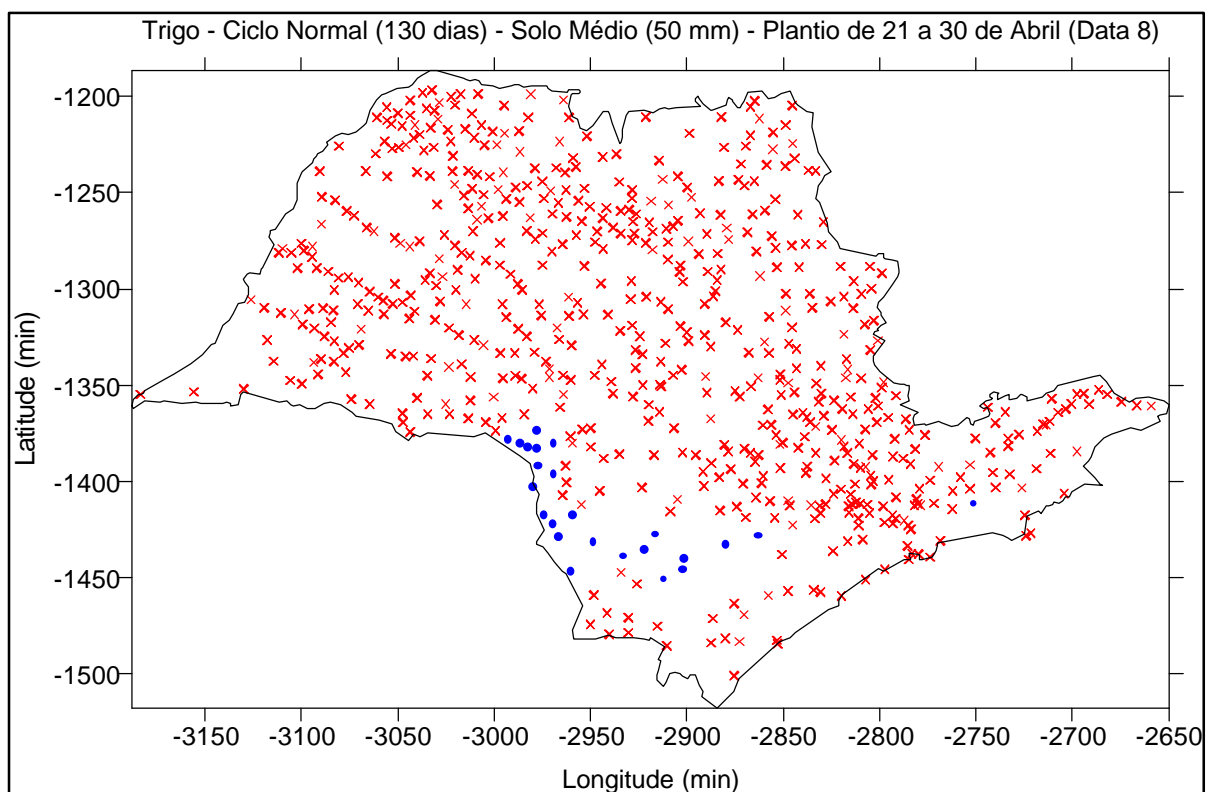 Trigo - Ciclo Normal (130 dias) - Solo Médio (50 mm) - Plantio de 21 a 30 de Abril (Data 8)
-1200
-1250
-1300
-1350
-1400
-1450
-1500
Latitude (min)
-3150 -3100 -3050 -3000 -2950 -2900 -2850 -2800 -2750 -2700 -2650
Longitude (min)